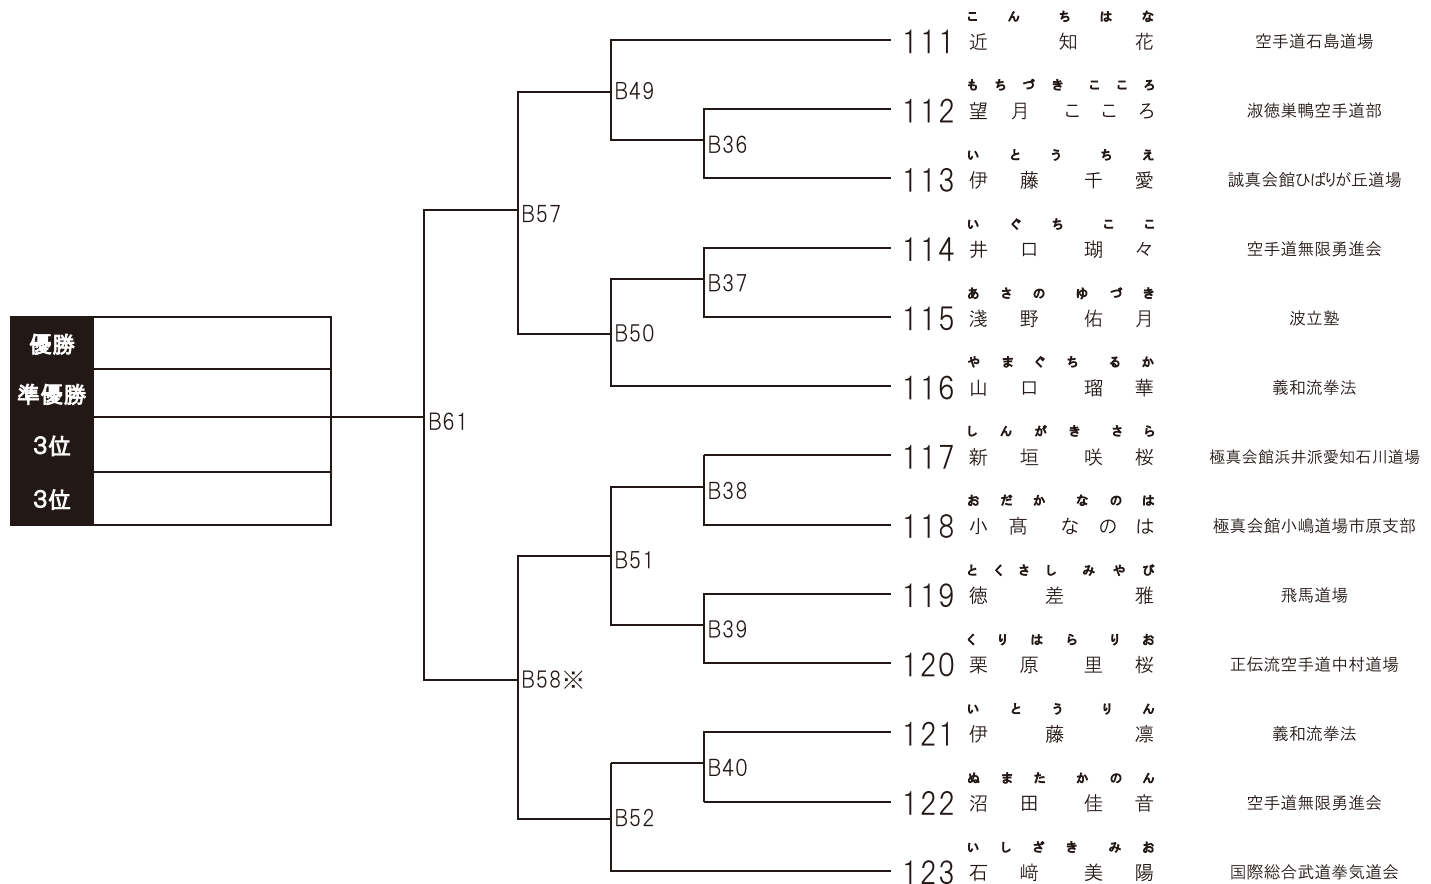 こんちはな
111 近知花 空手道石島道場
B49
もちづきこころ
112 望月こころ 淑徳巣鴨空手道部
B36
いとうちえ
113 伊藤千愛 誠真会館ひばりが丘道場
B57
いぐちここ
114 井口瑚々 空手道無限勇進会
B37
あさのゆづき
115 淺野佑月 波立塾
B50
優勝
やまぐちるか
116 山口瑠華 義和流拳法
準優勝
B61
しんがきさら
117 新垣咲桜 極真会館浜井派愛知石川道場
3位
B38
3位
おだかなのは
118 小髙なのは 極真会館小嶋道場市原支部
B51
とくさしみやび
119 徳差雅 飛馬道場
B39
くりはらりお
120 栗原里桜 正伝流空手道中村道場
B58※
いとうりん
121 伊藤凛 義和流拳法
B40
ぬまたかのん
122 沼田佳音 空手道無限勇進会
B52
いしざきみお
123 石﨑美陽 国際総合武道拳気道会